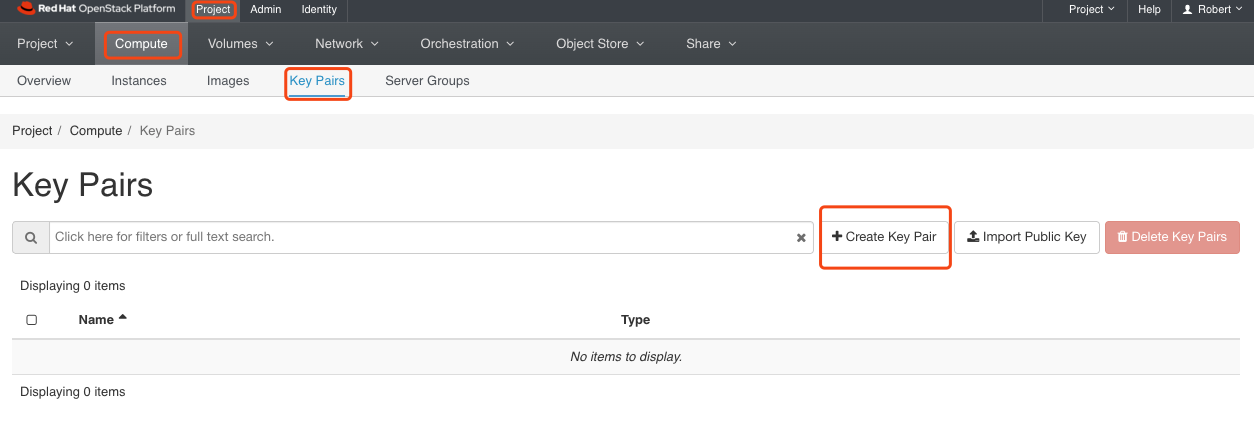 Red Hat OpenStack Platform Project Admin Identity Project Help Robert
Project Compute Volumes Network Orchestration Object Store Share
Overview Instances Images Key Pairs Server Groups
Project / Compute / Key Pairs
Key Pairs
Click here for filters or full text search. Create Key Pair Import Public Key Delete Key Pairs
Displaying 0 items
Name Type
No items to display.
Displaying 0 items